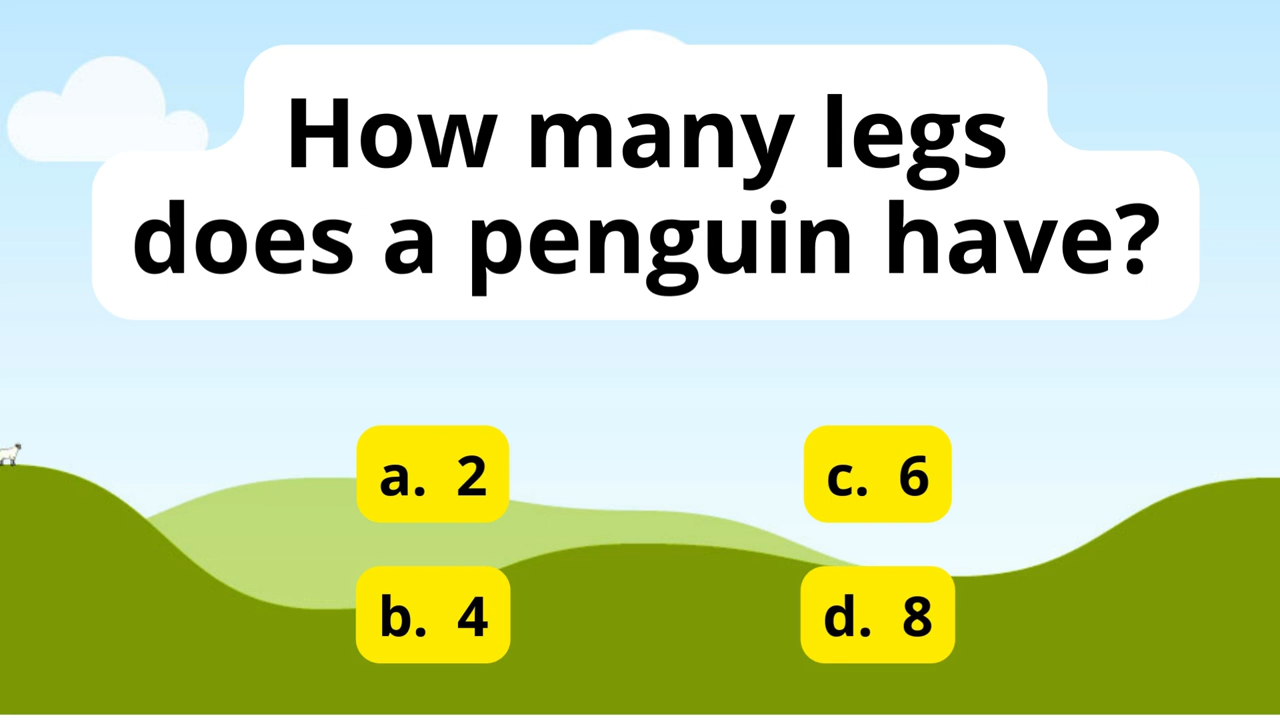 How many legs
does a penguin have?
a. 2
c. 6
b. 4
d. 8